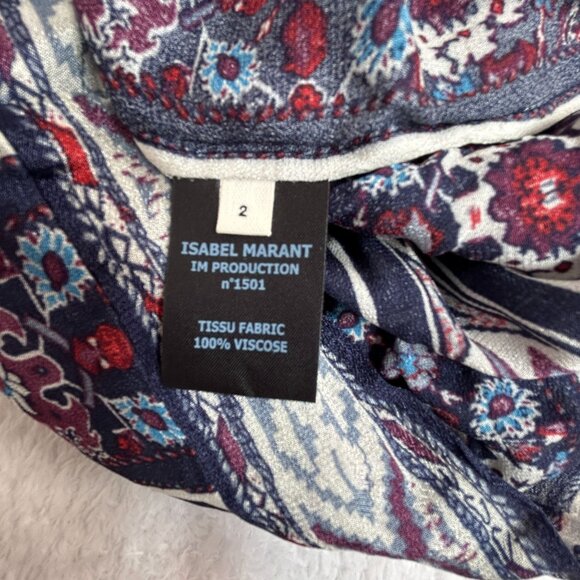 2
ISABEL MARANT
IM PRODUCTION
n°1501
TISSU FABRIC
100% VISCOSE